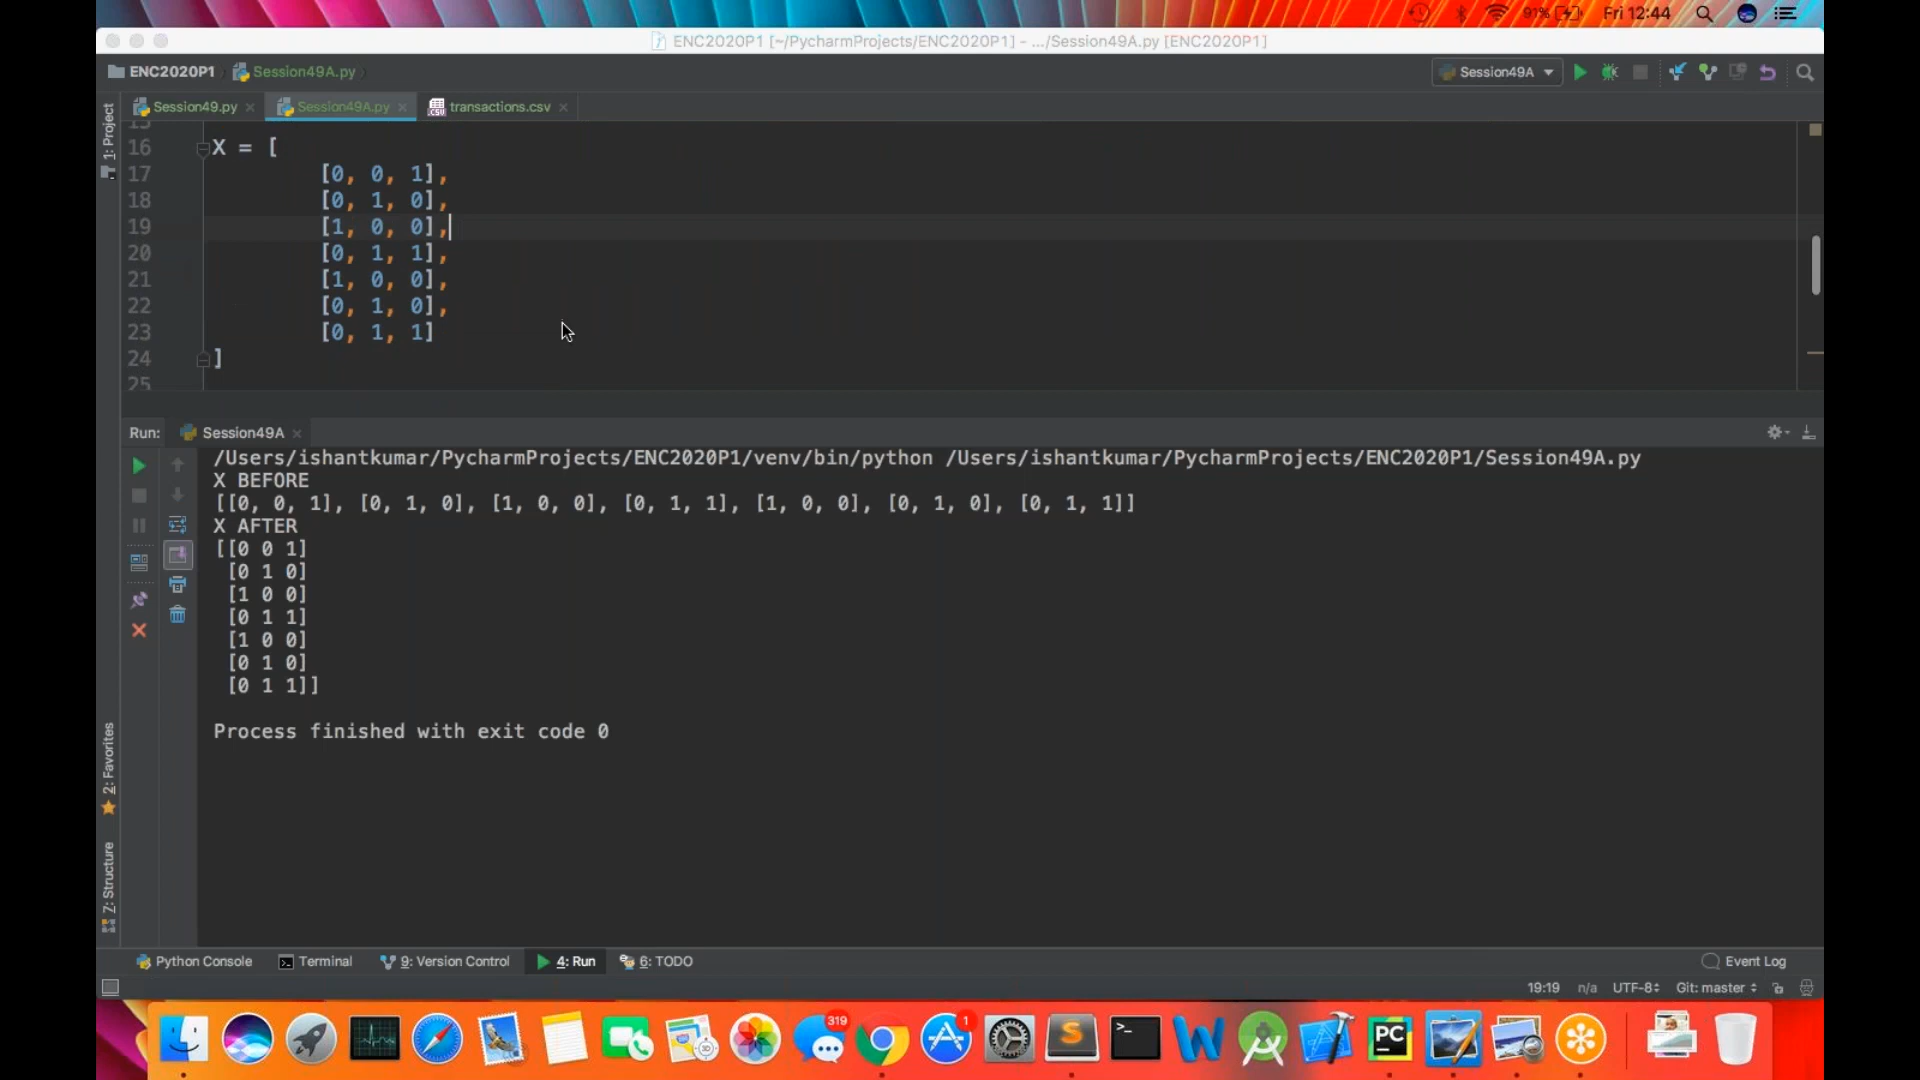 91% Fri 12:44
ENC2020P1 [~/PycharmProjects/ENC2020P1] - .../Session49A.py [ENC2020P1]
ENC2020P1 Session49A.py Session49A
Session49.py Session49A.py transactions.csv
1: Project
15
16 X = [
17 [0, 0, 1],
18 [0, 1, 0],
19 [1, 0, 0],
20 [0, 1, 1],
21 [1, 0, 0],
22 [0, 1, 0],
23 [0, 1, 1]
24 ]
25
Run: Session49A
/Users/ishantkumar/PycharmProjects/ENC2020P1/venv/bin/python /Users/ishantkumar/PycharmProjects/ENC2020P1/Session49A.py
X BEFORE
[[0, 0, 1], [0, 1, 0], [1, 0, 0], [0, 1, 1], [1, 0, 0], [0, 1, 0], [0, 1, 1]]
X AFTER
[[0 0 1]
[0 1 0]
[1 0 0]
[0 1 1]
[1 0 0]
[0 1 0]
[0 1 1]]
Process finished with exit code 0
2: Favorites
Z: Structure
Python Console Terminal 9: Version Control 4: Run 6: TODO Event Log
19:19 n/a UTF-8 Git: master
319 1
3D S >_ W PC